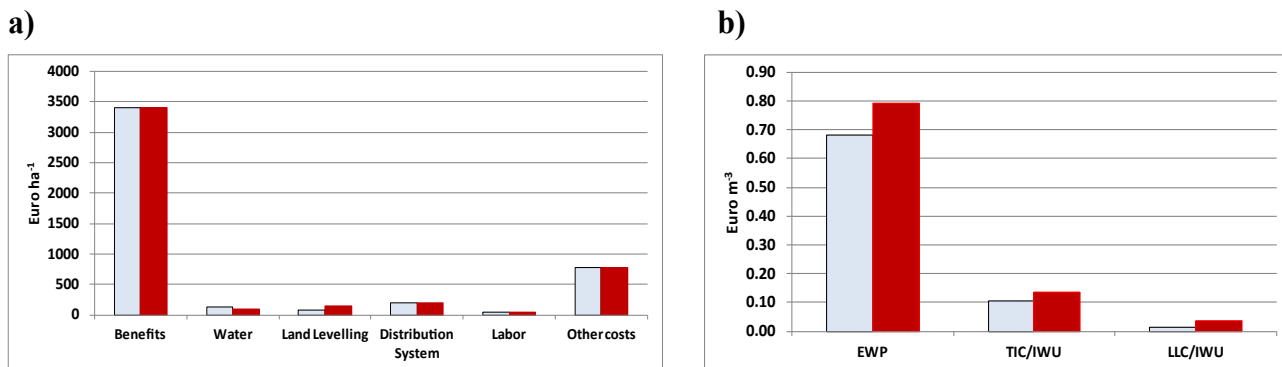 a)
Euro ha-1
4000
3500
3000
2500
2000
1500
1000
500
0
Benefits Water Land Levelling Distribution Labor Other costs
System
b)
Euro m-3
0.90
0.80
0.70
0.60
0.50
0.40
0.30
0.20
0.10
0.00
EWP TIC/IWU LLC/IWU